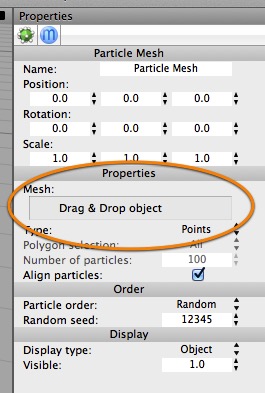 Properties
m
Particle Mesh
Name: Particle Mesh
Position:
0.0 0.0 0.0
Rotation:
0.0 0.0 0.0
Scale:
1.0 1.0 1.0
Properties
Mesh:
Drag & Drop object
Type: Points
Polygon selection: All
Number of particles: 100
Align particles:
Order
Particle order: Random
Random seed: 12345
Display
Display type: Object
Visible: 1.0